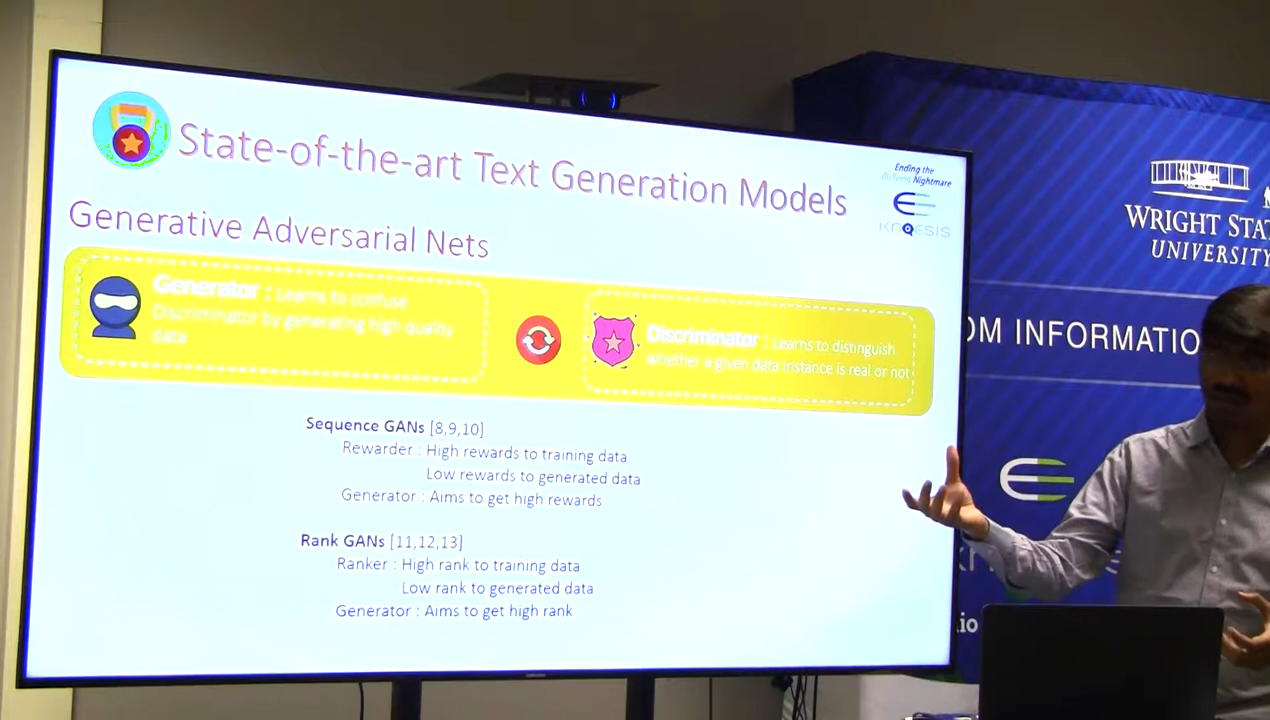 State-of-the-art Text Generation Models
Ending the
Bullying Nightmare
KNOESIS
Generative Adversarial Nets
Generator : Learns to confuse
Discriminator by generating high quality
data
Discriminator : Learns to distinguish
whether a given data instance is real or not
Sequence GANs [8,9,10]
Rewarder : High rewards to training data
Low rewards to generated data
Generator : Aims to get high rewards
Rank GANs [11,12,13]
Ranker : High rank to training data
Low rank to generated data
Generator : Aims to get high rank
SAMSUNG
WRIGHT STAT
UNIVERSITY
OM INFORMATIO
io